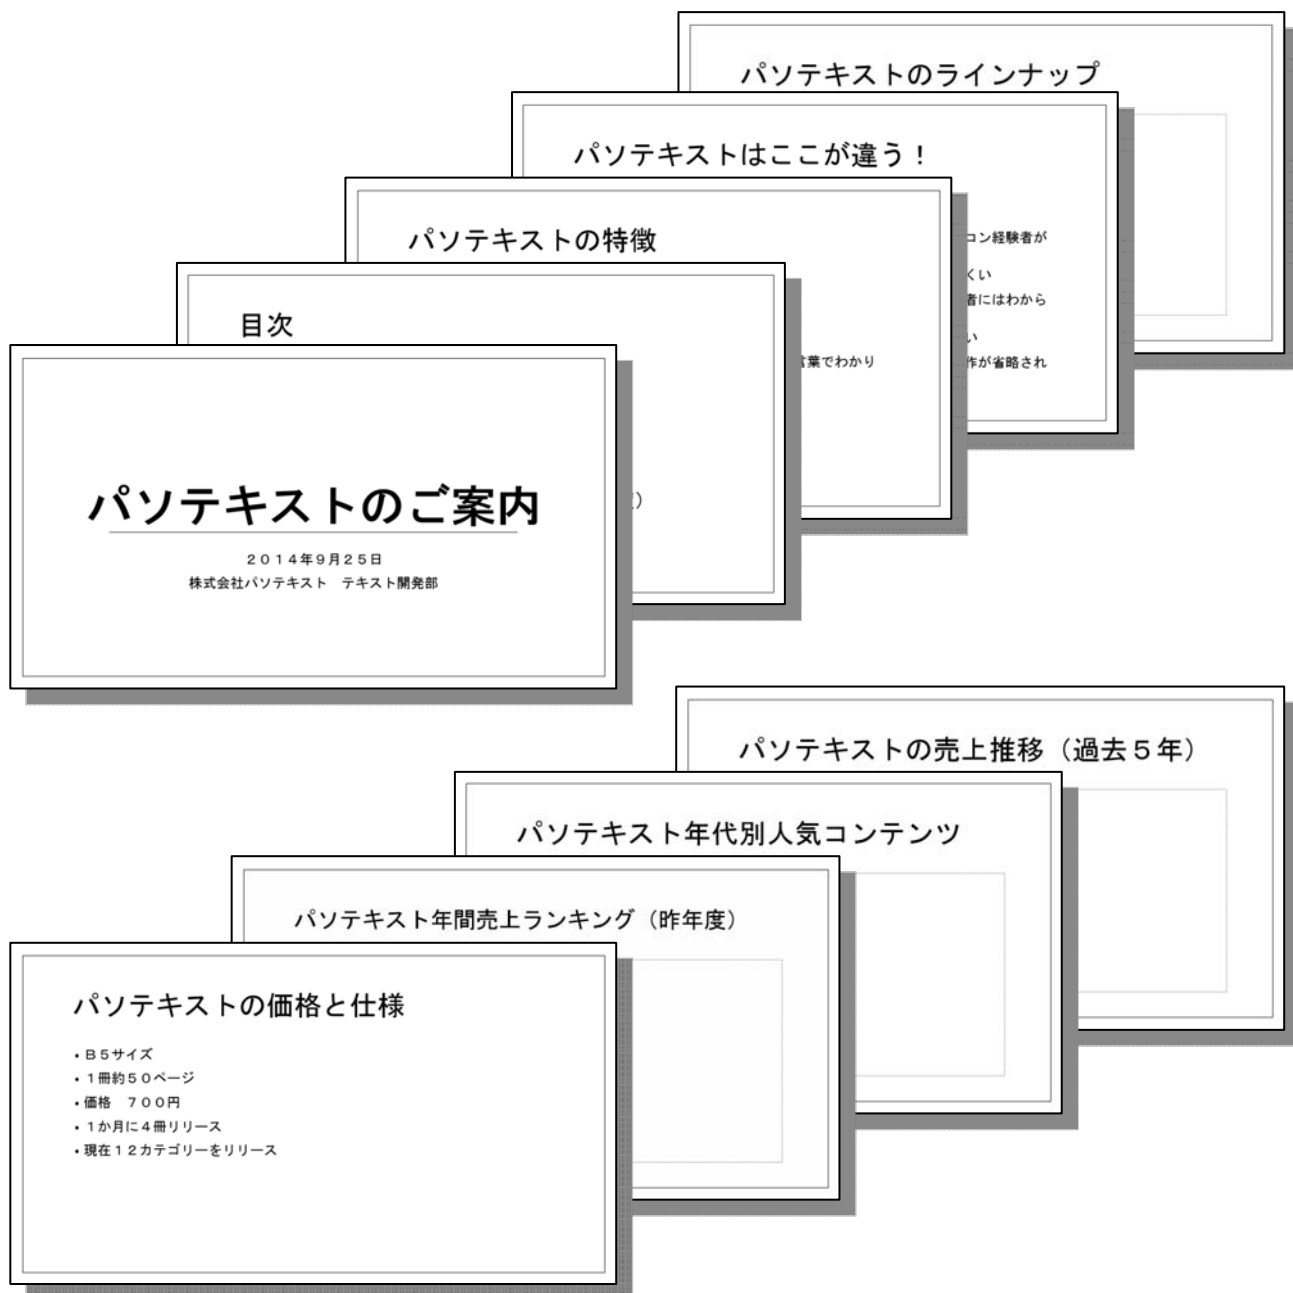 パソテキストのラインナップ
パソテキストはここが違う！
コン経験者が
くい
者にはわから
い
作が省略され
パソテキストの特徴
言葉でわかり
目次
）
パソテキストのご案内
２０１４年９月２５日
株式会社パソテキスト　テキスト開発部
パソテキストの売上推移（過去５年）
パソテキスト年代別人気コンテンツ
パソテキスト年間売上ランキング（昨年度）
パソテキストの価格と仕様
• Ｂ５サイズ
• １冊約５０ページ
• 価格　７００円
• １か月に４冊リリース
• 現在１２カテゴリーをリリース